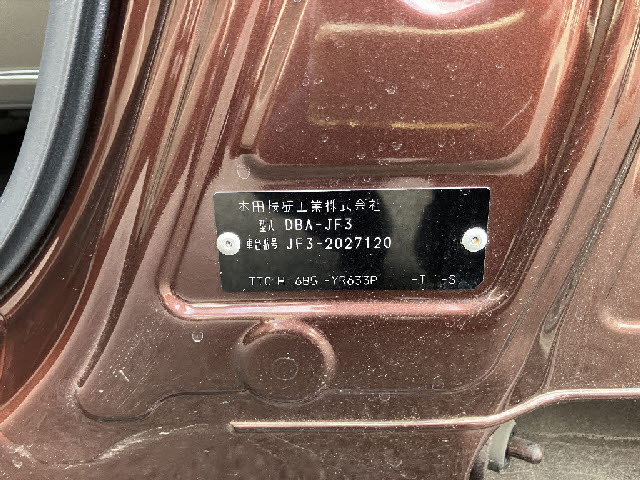 本田技研工業株式会社
型式 DBA-JF3
車台番号 JF3-2027120
YR633P -T -S